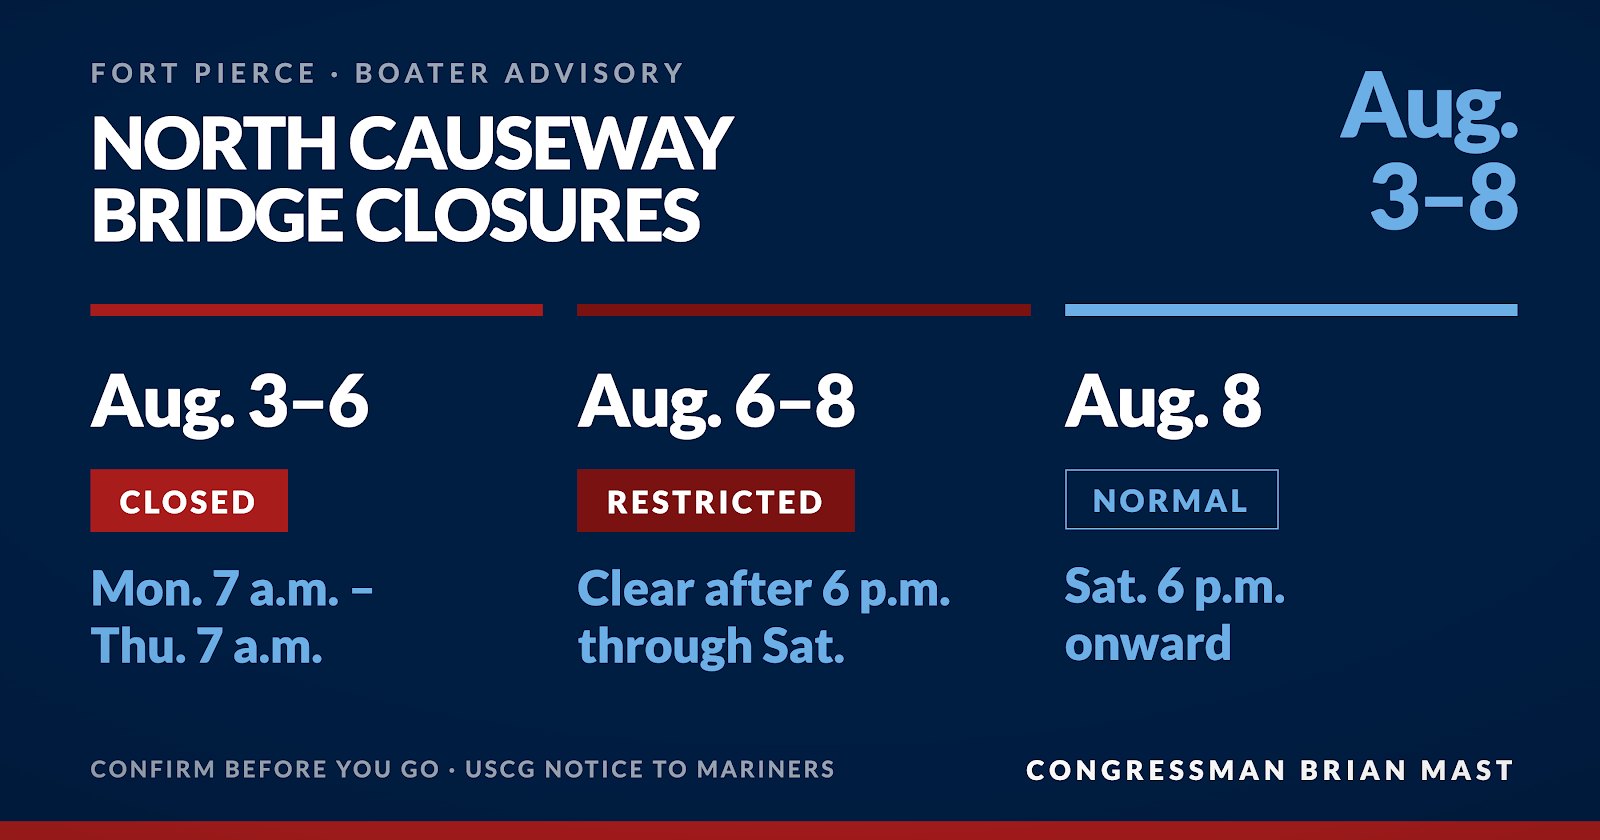 FORT PIERCE · BOATER ADVISORY
NORTH CAUSEWAY
BRIDGE CLOSURES
Aug.
3–8
Aug. 3–6
CLOSED
Mon. 7 a.m. –
Thu. 7 a.m.
Aug. 6–8
RESTRICTED
Clear after 6 p.m.
through Sat.
Aug. 8
NORMAL
Sat. 6 p.m.
onward
CONFIRM BEFORE YOU GO · USCG NOTICE TO MARINERS
CONGRESSMAN BRIAN MAST